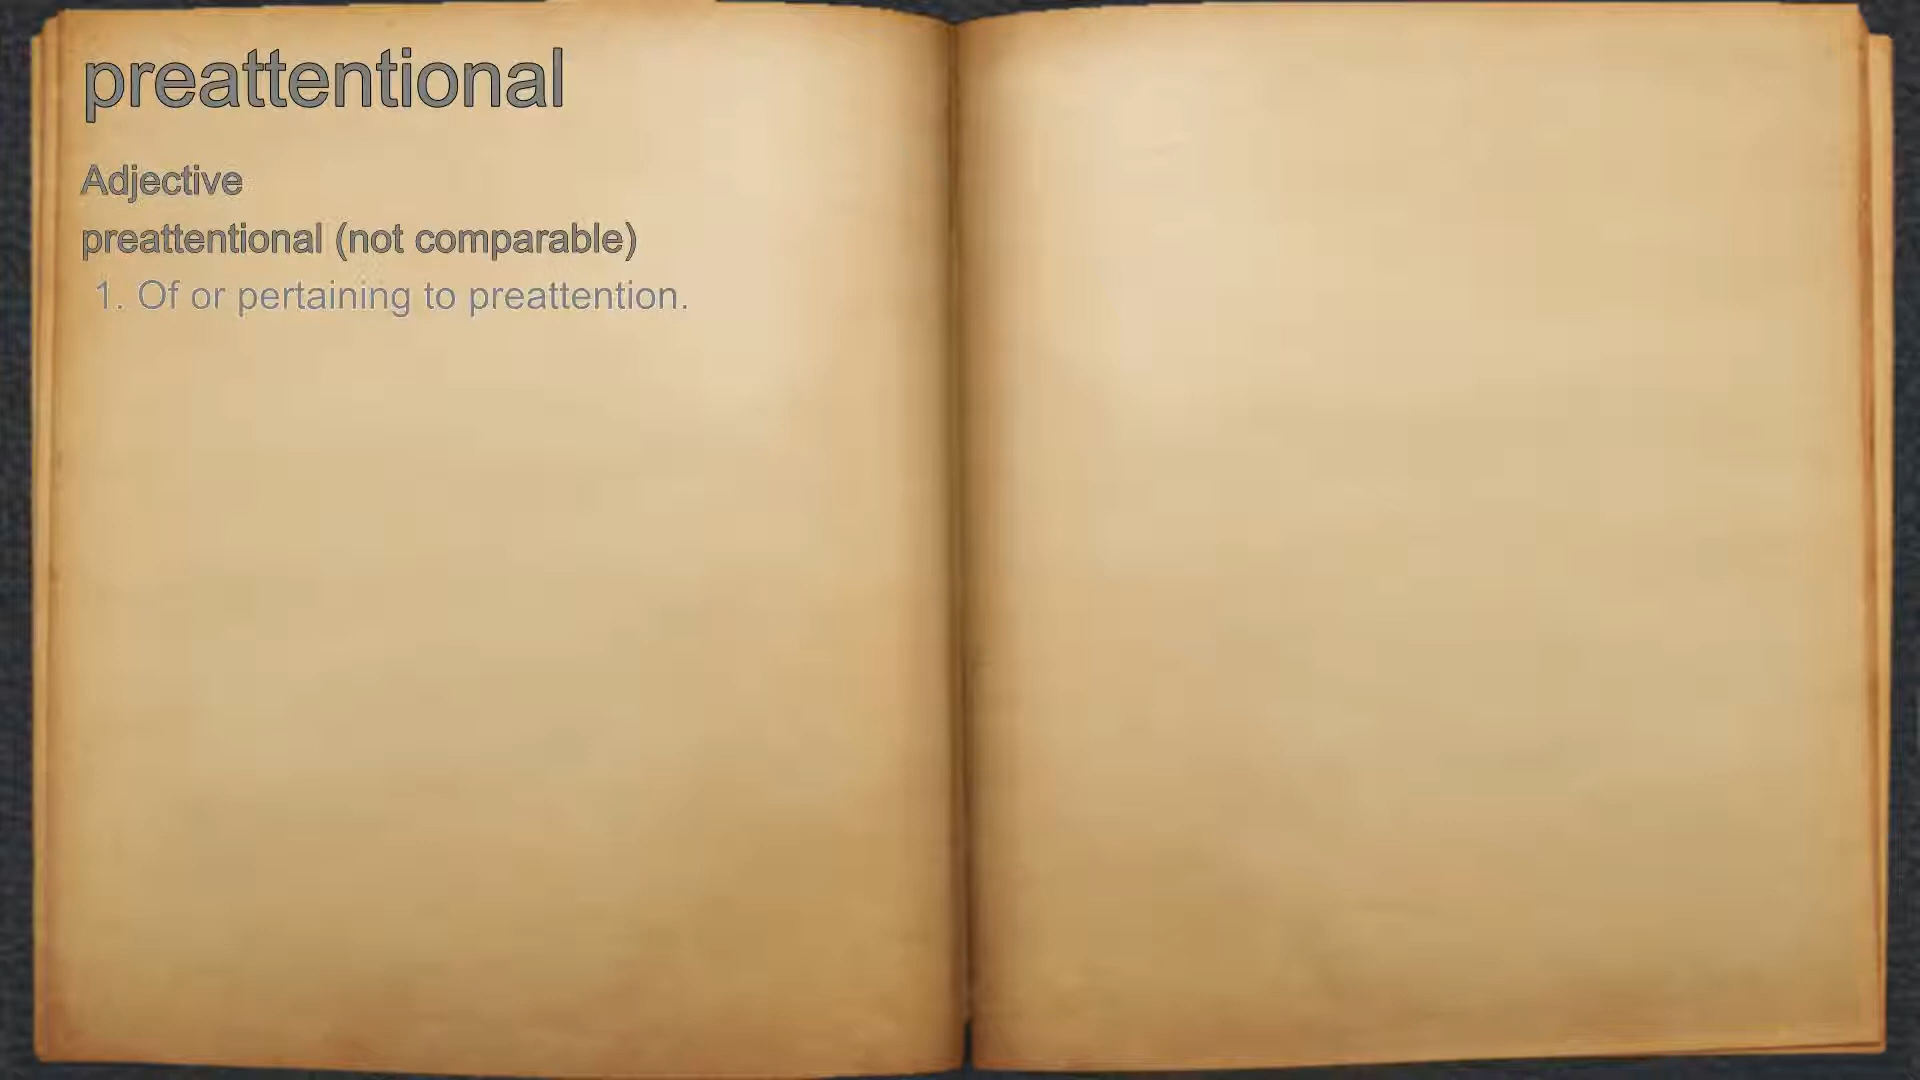 preattentional
Adjective
preattentional (not comparable)
1. Of or pertaining to preattention.